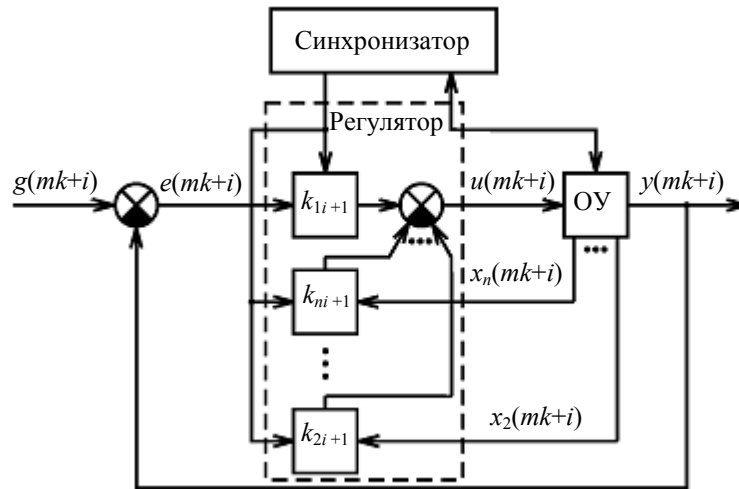 Синхронизатор
Регулятор
g(mk+i)
e(mk+i)
k₁ᵢ₊₁
u(mk+i)
ОУ
y(mk+i)
xₙ(mk+i)
kₙᵢ₊₁
x₂(mk+i)
k₂ᵢ₊₁